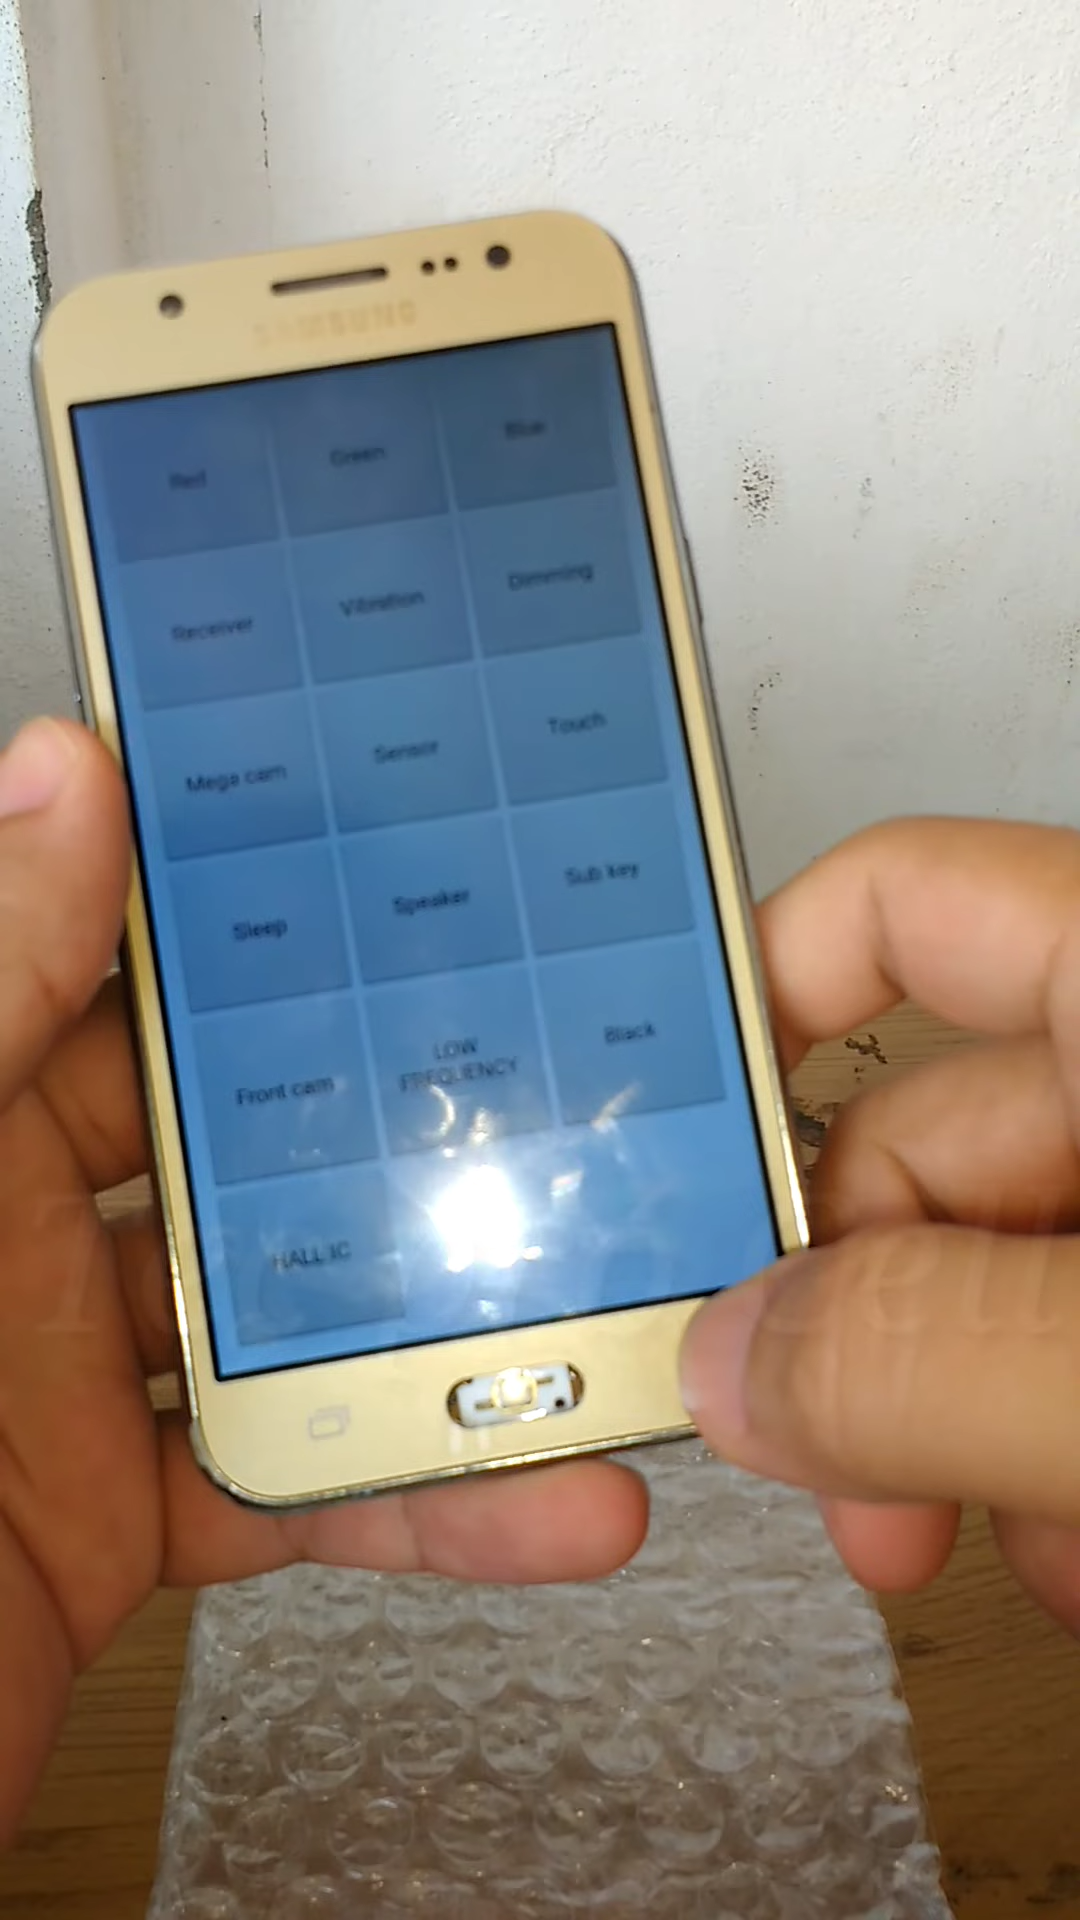 SAMSUNG
Red
Green
Blue
Receiver
Vibration
Dimming
Mega cam
Sensor
Touch
Sleep
Speaker
Sub key
Front cam
LOW
FREQUENCY
Black
HALL IC